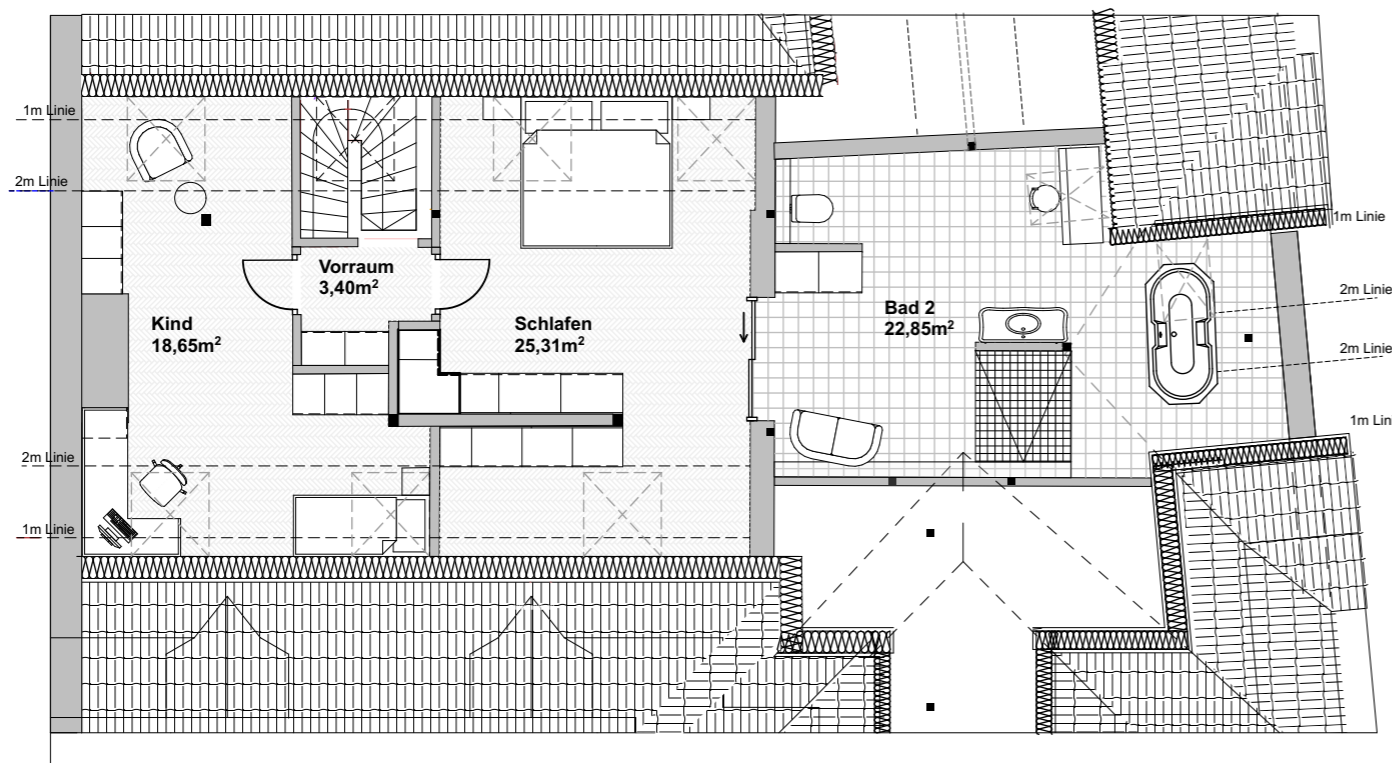 1m Linie
2m Linie
1m Linie
Vorraum
3,40m²
2m Linie
Kind
18,65m²
Schlafen
25,31m²
Bad 2
22,85m²
2m Linie
1m Lin
2m Linie
1m Linie